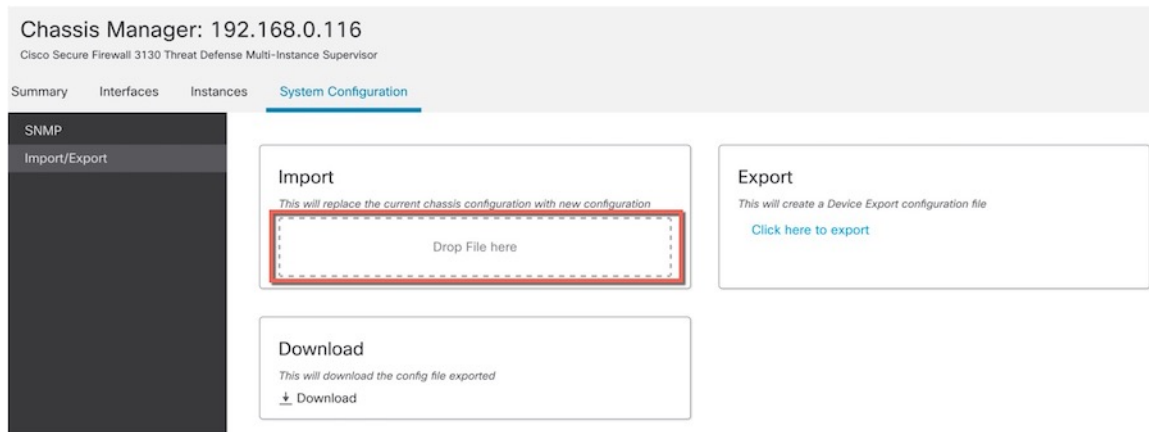 Chassis Manager: 192.168.0.116
Cisco Secure Firewall 3130 Threat Defense Multi-Instance Supervisor
Summary Interfaces Instances System Configuration
SNMP
Import/Export
Import
This will replace the current chassis configuration with new configuration
Drop File here
Export
This will create a Device Export configuration file
Click here to export
Download
This will download the config file exported
Download